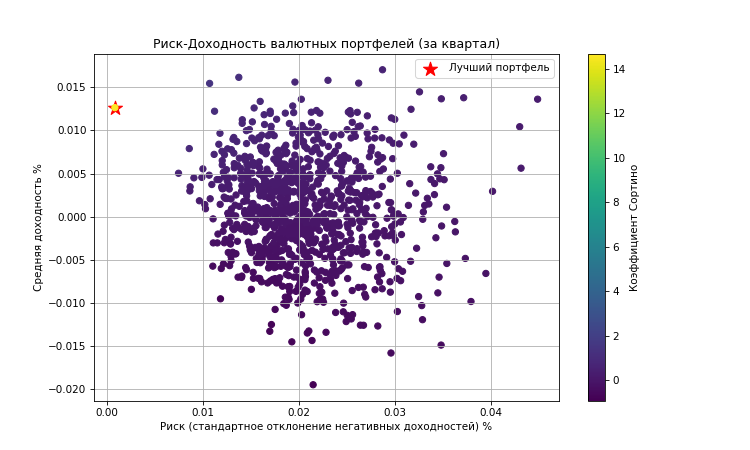 Риск-Доходность валютных портфелей (за квартал)
Лучший портфель
Средняя доходность %
0.015
0.010
0.005
0.000
−0.005
−0.010
−0.015
−0.020
0.00 0.01 0.02 0.03 0.04
Риск (стандартное отклонение негативных доходностей) %
14
12
10
8
6
4
2
0
Коэффициент Сортино